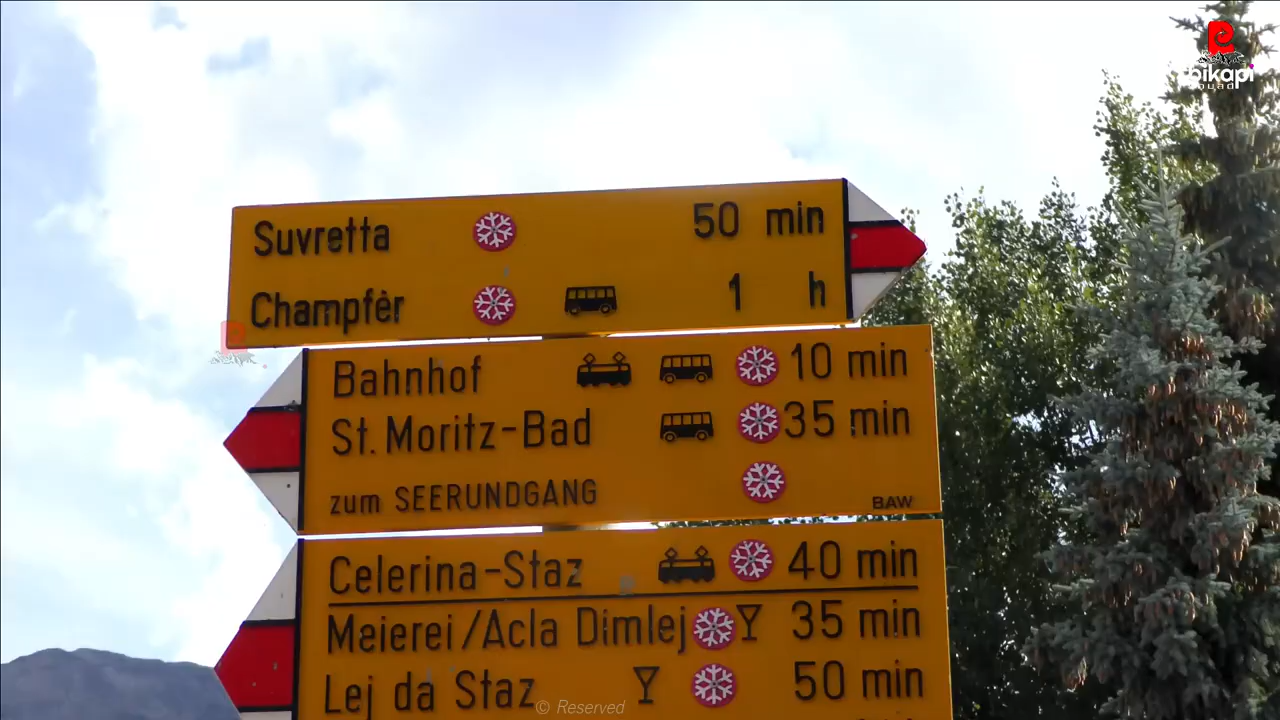 bikapi
Suvretta 50 min
Champfèr 1 h
Bahnhof 10 min
St. Moritz-Bad 35 min
zum SEERUNDGANG BAW
Celerina-Staz 40 min
Meierei/Acla Dimlej 35 min
Lej da Staz 50 min
© Reserved